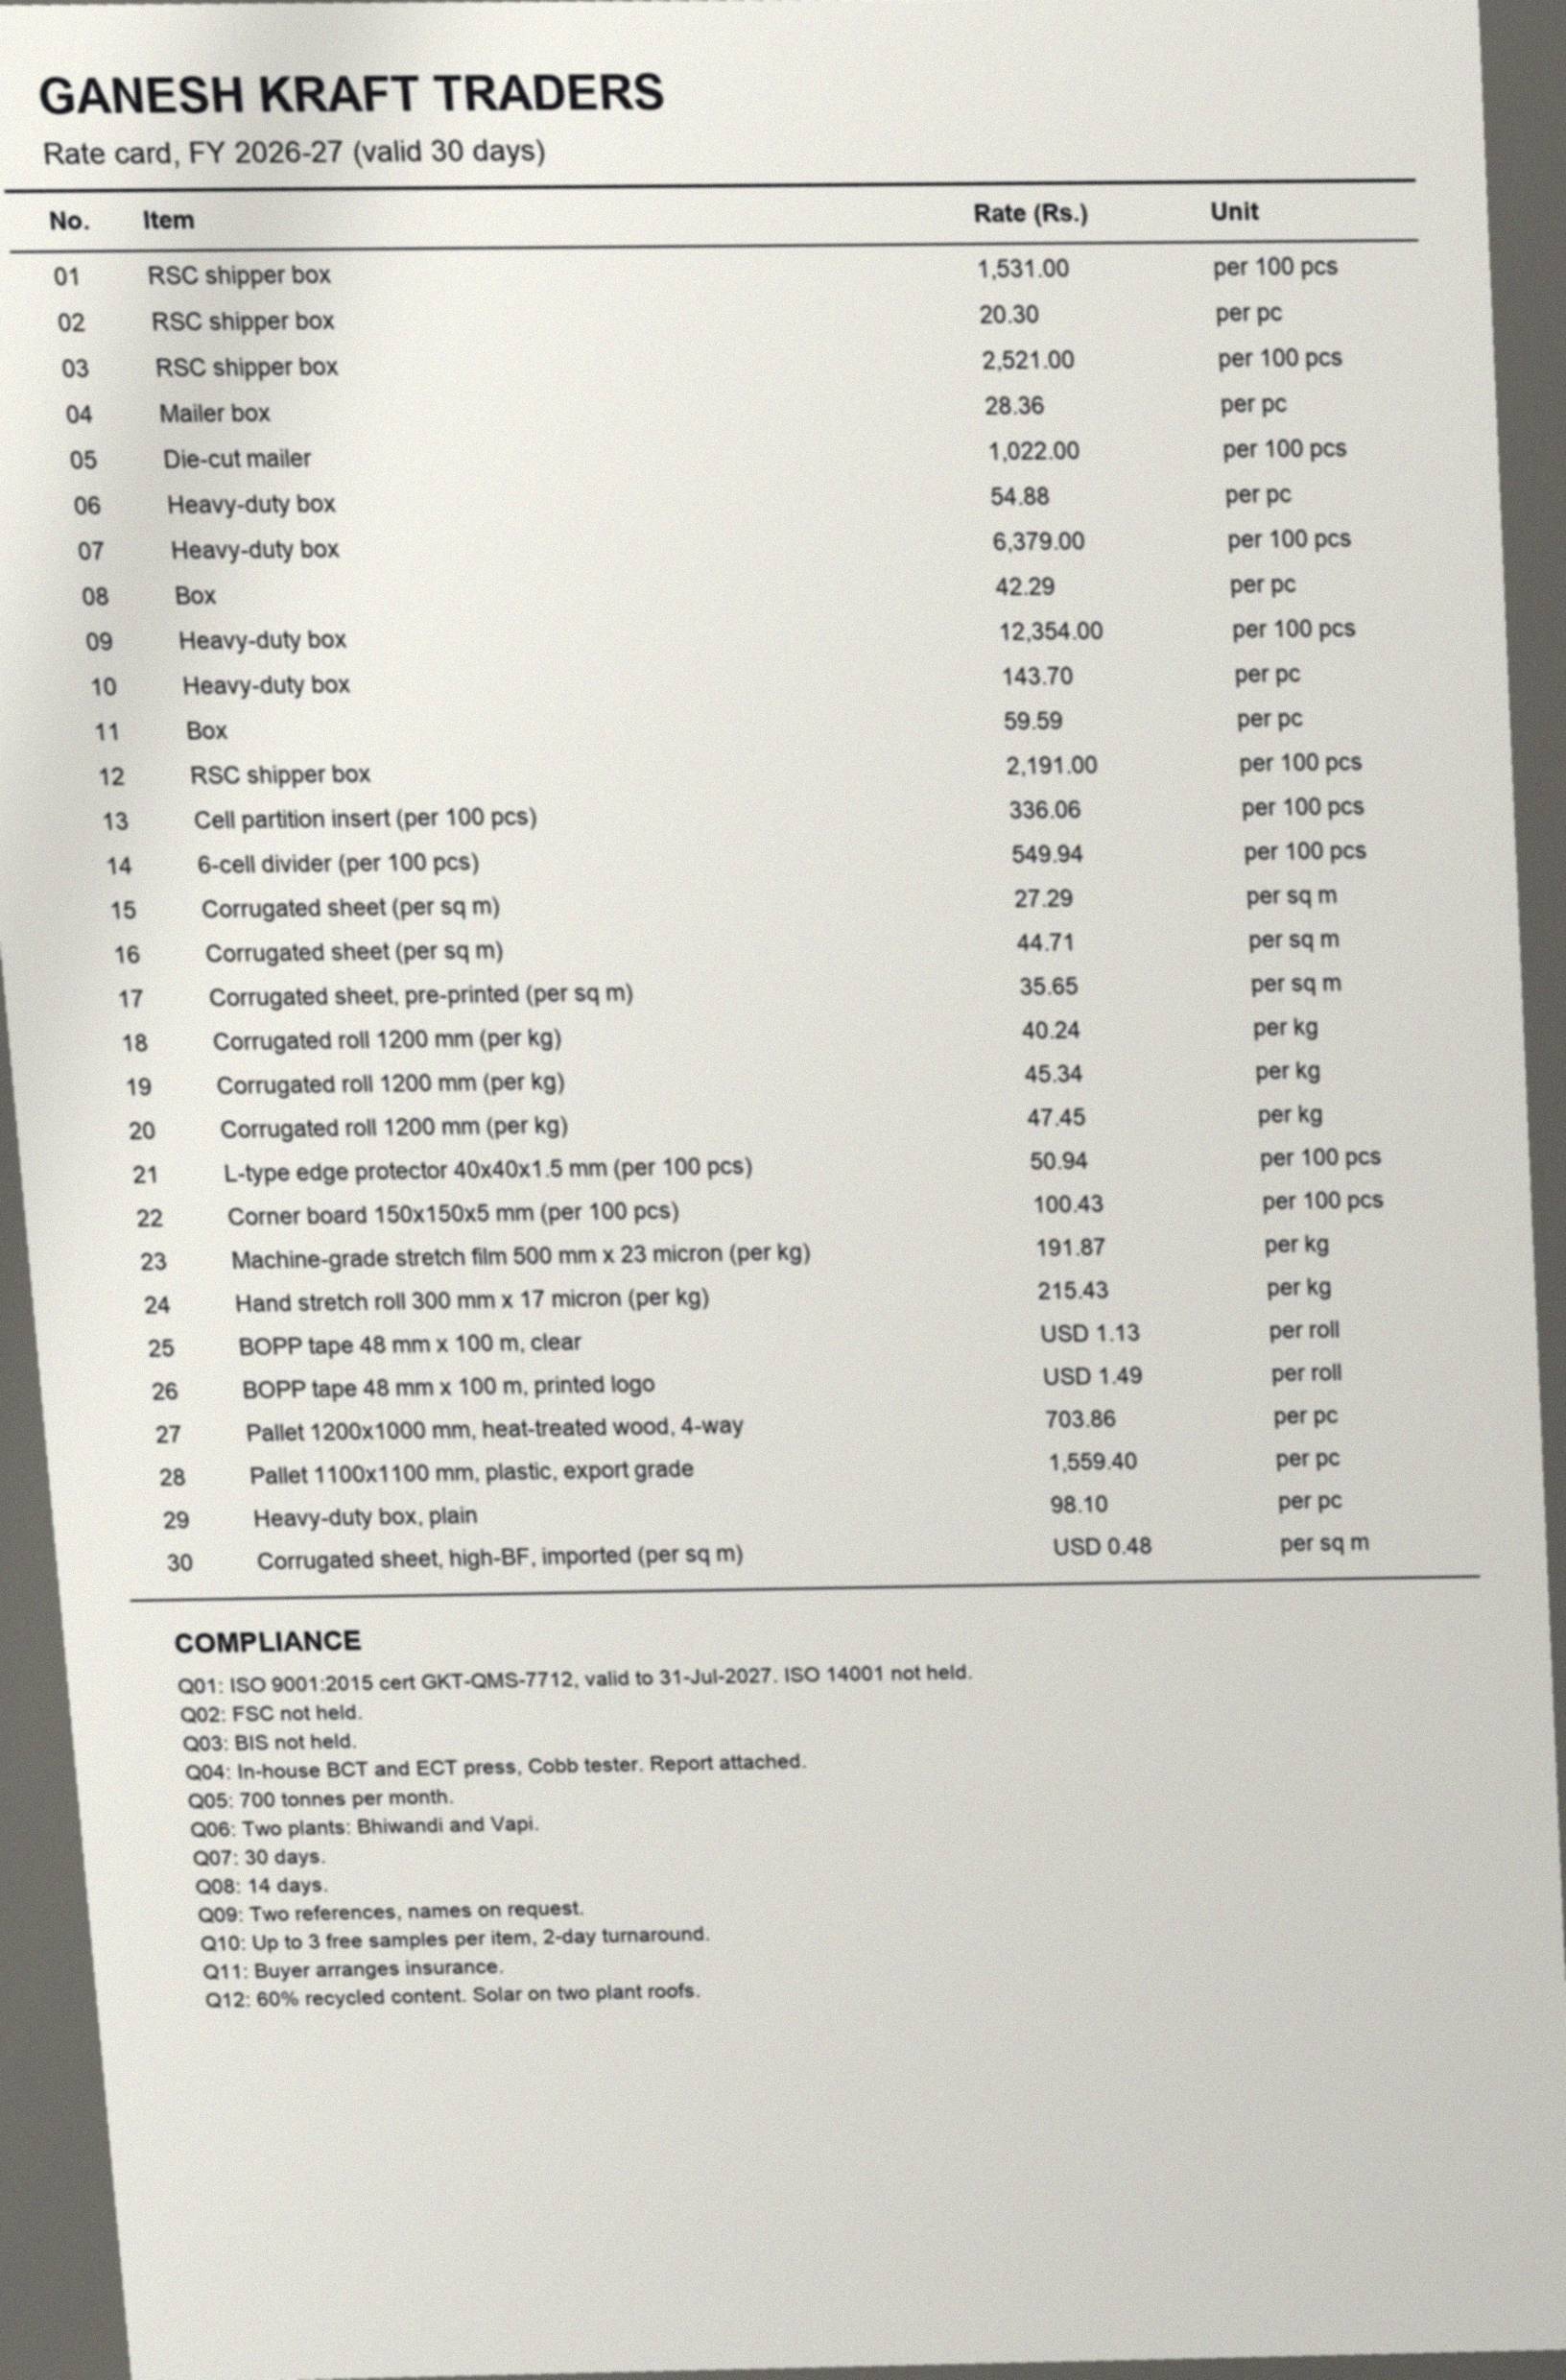 GANESH KRAFT TRADERS
Rate card, FY 2026-27 (valid 30 days)
No. Item Rate (Rs.) Unit
01 RSC shipper box 1,531.00 per 100 pcs
02 RSC shipper box 20.30 per pc
03 RSC shipper box 2,521.00 per 100 pcs
04 Mailer box 28.36 per pc
05 Die-cut mailer 1,022.00 per 100 pcs
06 Heavy-duty box 54.88 per pc
07 Heavy-duty box 6,379.00 per 100 pcs
08 Box 42.29 per pc
09 Heavy-duty box 12,354.00 per 100 pcs
10 Heavy-duty box 143.70 per pc
11 Box 59.59 per pc
12 RSC shipper box 2,191.00 per 100 pcs
13 Cell partition insert (per 100 pcs) 336.06 per 100 pcs
14 6-cell divider (per 100 pcs) 549.94 per 100 pcs
15 Corrugated sheet (per sq m) 27.29 per sq m
16 Corrugated sheet (per sq m) 44.71 per sq m
17 Corrugated sheet, pre-printed (per sq m) 35.65 per sq m
18 Corrugated roll 1200 mm (per kg) 40.24 per kg
19 Corrugated roll 1200 mm (per kg) 45.34 per kg
20 Corrugated roll 1200 mm (per kg) 47.45 per kg
21 L-type edge protector 40x40x1.5 mm (per 100 pcs) 50.94 per 100 pcs
22 Corner board 150x150x5 mm (per 100 pcs) 100.43 per 100 pcs
23 Machine-grade stretch film 500 mm x 23 micron (per kg) 191.87 per kg
24 Hand stretch roll 300 mm x 17 micron (per kg) 215.43 per kg
25 BOPP tape 48 mm x 100 m, clear USD 1.13 per roll
26 BOPP tape 48 mm x 100 m, printed logo USD 1.49 per roll
27 Pallet 1200x1000 mm, heat-treated wood, 4-way 703.86 per pc
28 Pallet 1100x1100 mm, plastic, export grade 1,559.40 per pc
29 Heavy-duty box, plain 98.10 per pc
30 Corrugated sheet, high-BF, imported (per sq m) USD 0.48 per sq m
COMPLIANCE
Q01: ISO 9001:2015 cert GKT-QMS-7712, valid to 31-Jul-2027. ISO 14001 not held.
Q02: FSC not held.
Q03: BIS not held.
Q04: In-house BCT and ECT press, Cobb tester. Report attached.
Q05: 700 tonnes per month.
Q06: Two plants: Bhiwandi and Vapi.
Q07: 30 days.
Q08: 14 days.
Q09: Two references, names on request.
Q10: Up to 3 free samples per item, 2-day turnaround.
Q11: Buyer arranges insurance.
Q12: 60% recycled content. Solar on two plant roofs.